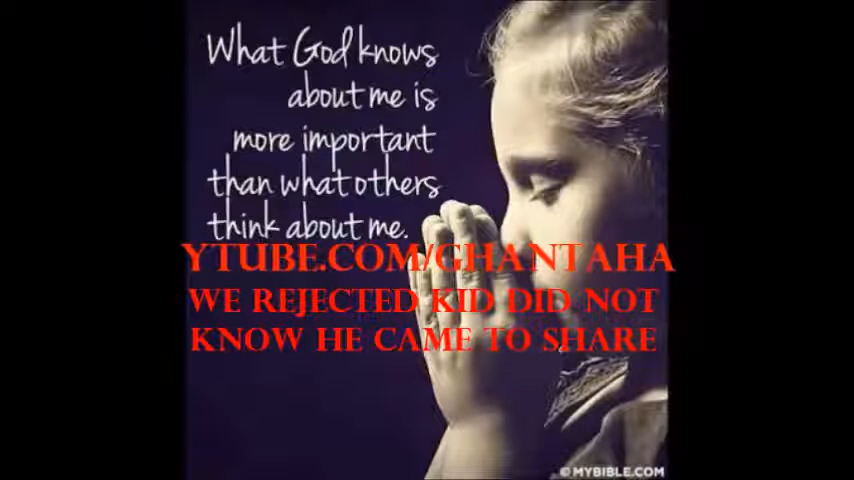 What God knows
about me is
more important
than what others
think about me.
YTUBE.COM/GHANTAHA
WE REJECTED KID DID NOT
KNOW HE CAME TO SHARE
© MYBIBLE.COM